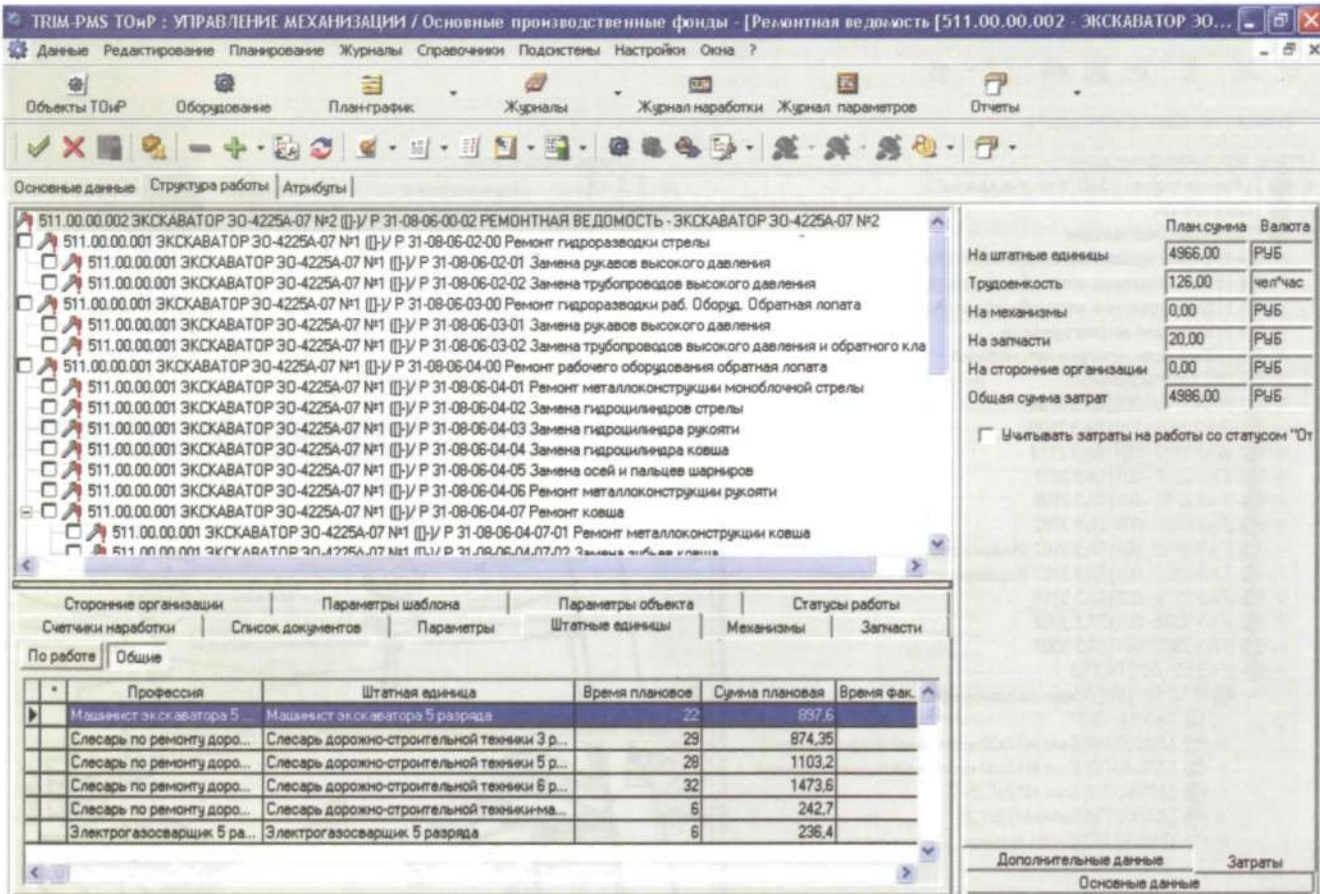 TRIM-PMS ТОиР : УПРАВЛЕНИЕ МЕХАНИЗАЦИИ / Основные производственные фонды - [Ремонтная ведомость [511.00.00.002 - ЭКСКАВАТОР ЭО...
Данные Редактирование Планирование Журналы Справочники Подсистемы Настройки Окна ?
Объекты ТОиР Оборудование План-график Журналы Журнал наработки Журнал параметров Отчеты
Основные данные Структура работы Атрибуты
511.00.00.002 ЭКСКАВАТОР ЭО-4225А-07 №2 ([]-)/ Р 31-08-06-00-02 РЕМОНТНАЯ ВЕДОМОСТЬ - ЭКСКАВАТОР ЭО-4225А-07 №2
511.00.00.001 ЭКСКАВАТОР ЭО-4225А-07 №1 ([]-)/ Р 31-08-06-02-00 Ремонт гидроразводки стрелы
511.00.00.001 ЭКСКАВАТОР ЭО-4225А-07 №1 ([]-)/ Р 31-08-06-02-01 Замена рукавов высокого давления
511.00.00.001 ЭКСКАВАТОР ЭО-4225А-07 №1 ([]-)/ Р 31-08-06-02-02 Замена трубопроводов высокого давления
511.00.00.001 ЭКСКАВАТОР ЭО-4225А-07 №1 ([]-)/ Р 31-08-06-03-00 Ремонт гидроразводки раб. Оборуд. Обратная лопата
511.00.00.001 ЭКСКАВАТОР ЭО-4225А-07 №1 ([]-)/ Р 31-08-06-03-01 Замена рукавов высокого давления
511.00.00.001 ЭКСКАВАТОР ЭО-4225А-07 №1 ([]-)/ Р 31-08-06-03-02 Замена трубопроводов высокого давления и обратного кла
511.00.00.001 ЭКСКАВАТОР ЭО-4225А-07 №1 ([]-)/ Р 31-08-06-04-00 Ремонт рабочего оборудования обратная лопата
511.00.00.001 ЭКСКАВАТОР ЭО-4225А-07 №1 ([]-)/ Р 31-08-06-04-01 Ремонт металлоконструкции моноблочной стрелы
511.00.00.001 ЭКСКАВАТОР ЭО-4225А-07 №1 ([]-)/ Р 31-08-06-04-02 Замена гидроцилиндров стрелы
511.00.00.001 ЭКСКАВАТОР ЭО-4225А-07 №1 ([]-)/ Р 31-08-06-04-03 Замена гидроцилиндра рукояти
511.00.00.001 ЭКСКАВАТОР ЭО-4225А-07 №1 ([]-)/ Р 31-08-06-04-04 Замена гидроцилиндра ковша
511.00.00.001 ЭКСКАВАТОР ЭО-4225А-07 №1 ([]-)/ Р 31-08-06-04-05 Замена осей и пальцев шарниров
511.00.00.001 ЭКСКАВАТОР ЭО-4225А-07 №1 ([]-)/ Р 31-08-06-04-06 Ремонт металлоконструкции рукояти
511.00.00.001 ЭКСКАВАТОР ЭО-4225А-07 №1 ([]-)/ Р 31-08-06-04-07 Ремонт ковша
511.00.00.001 ЭКСКАВАТОР ЭО-4225А-07 №1 ([]-)/ Р 31-08-06-04-07-01 Ремонт металлоконструкции ковша
511.00.00.001 ЭКСКАВАТОР ЭО-4225А-07 №1 ([]-)/ Р 31-08-06-04-07-02 Замена зубьев ковша
План.сумма Валюта
На штатные единицы 4966,00 РУБ
Трудоемкость 126,00 чел*час
На механизмы 0,00 РУБ
На запчасти 20,00 РУБ
На сторонние организации 0,00 РУБ
Общая сумма затрат 4986,00 РУБ
Учитывать затраты на работы со статусом "От
Сторонние организации Параметры шаблона Параметры объекта Статусы работы
Счетчики наработки Список документов Параметры Штатные единицы Механизмы Запчасти
По работе Общие
* Профессия Штатная единица Время плановое Сумма плановая Время фак.
Машинист экскаватора 5 ... Машинист экскаватора 5 разряда 22 897,6
Слесарь по ремонту доро... Слесарь дорожно-строительной техники 3 р... 29 874,35
Слесарь по ремонту доро... Слесарь дорожно-строительной техники 5 р... 28 1103,2
Слесарь по ремонту доро... Слесарь дорожно-строительной техники 6 р... 32 1473,6
Слесарь по ремонту доро... Слесарь дорожно-строительной техники-ма... 6 242,7
Электрогазосварщик 5 ра... Электрогазосварщик 5 разряда 6 236,4
Дополнительные данные Затраты
Основные данные